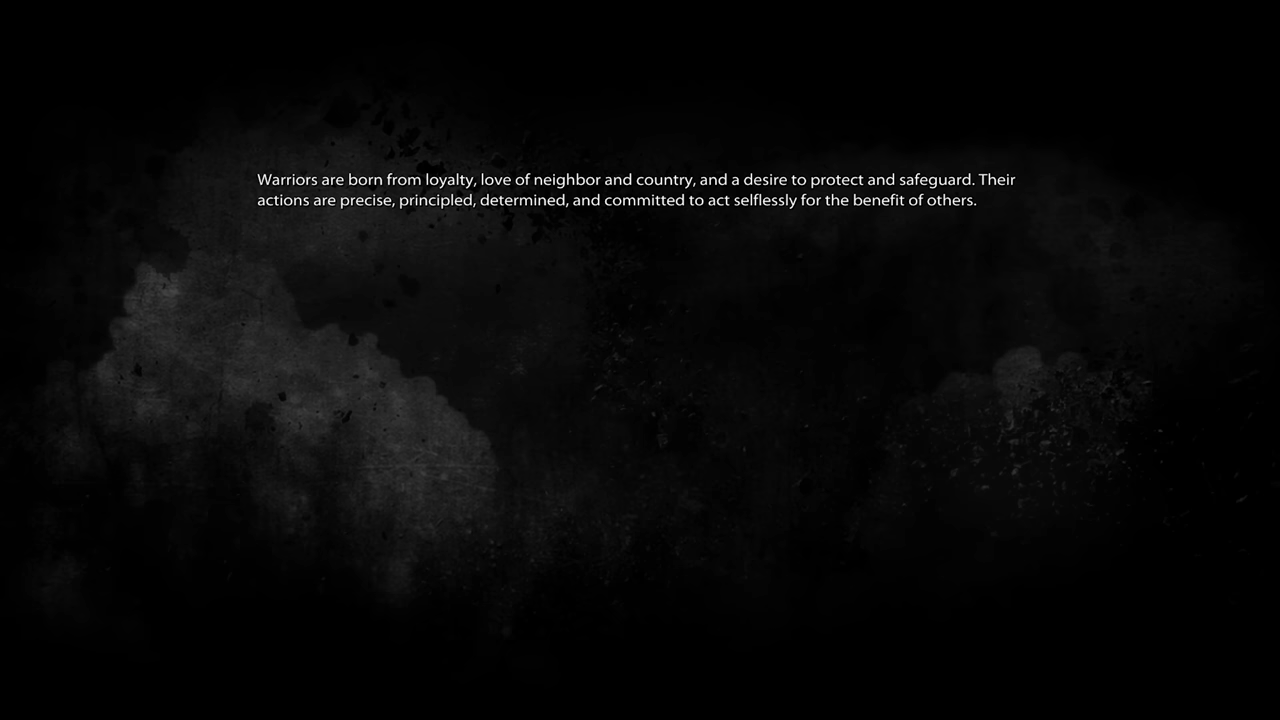 Warriors are born from loyalty, love of neighbor and country, and a desire to protect and safeguard. Their
actions are precise, principled, determined, and committed to act selflessly for the benefit of others.